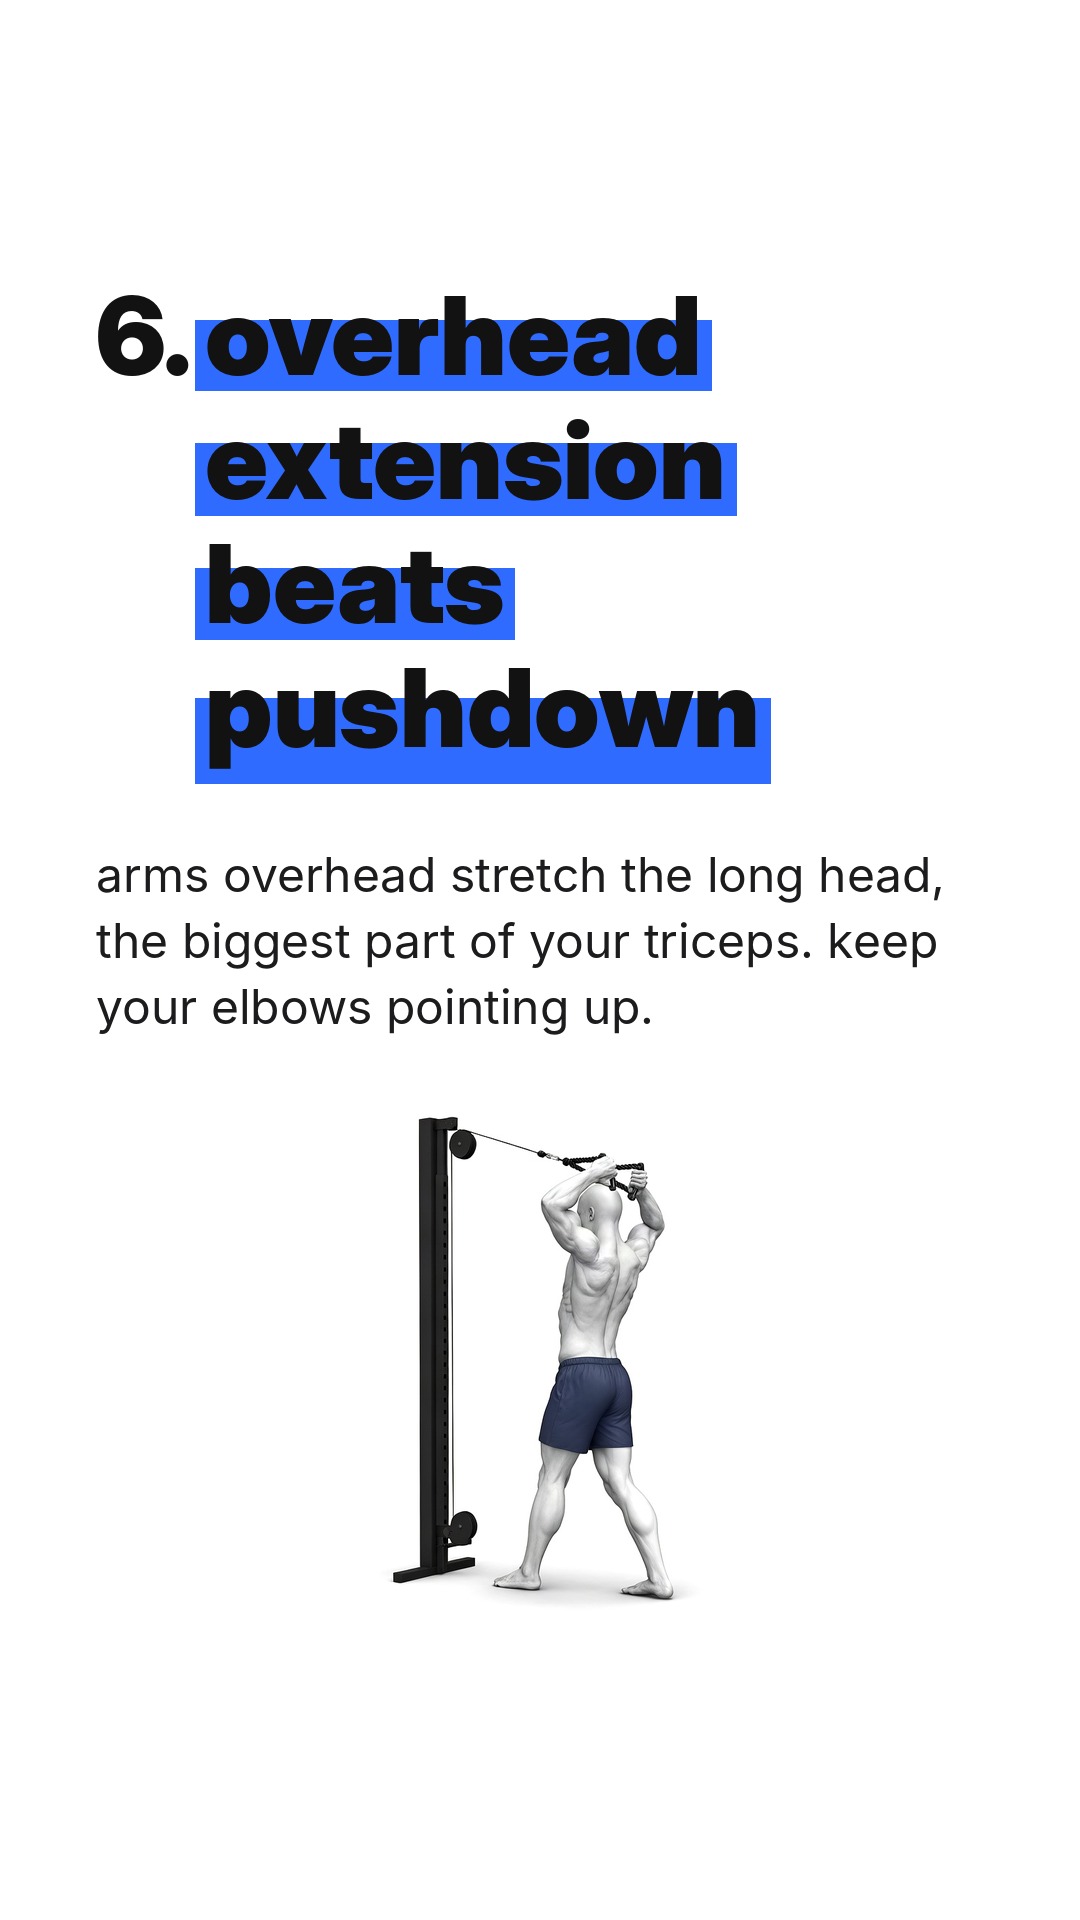 6. overhead
extension
beats
pushdown
arms overhead stretch the long head,
the biggest part of your triceps. keep
your elbows pointing up.